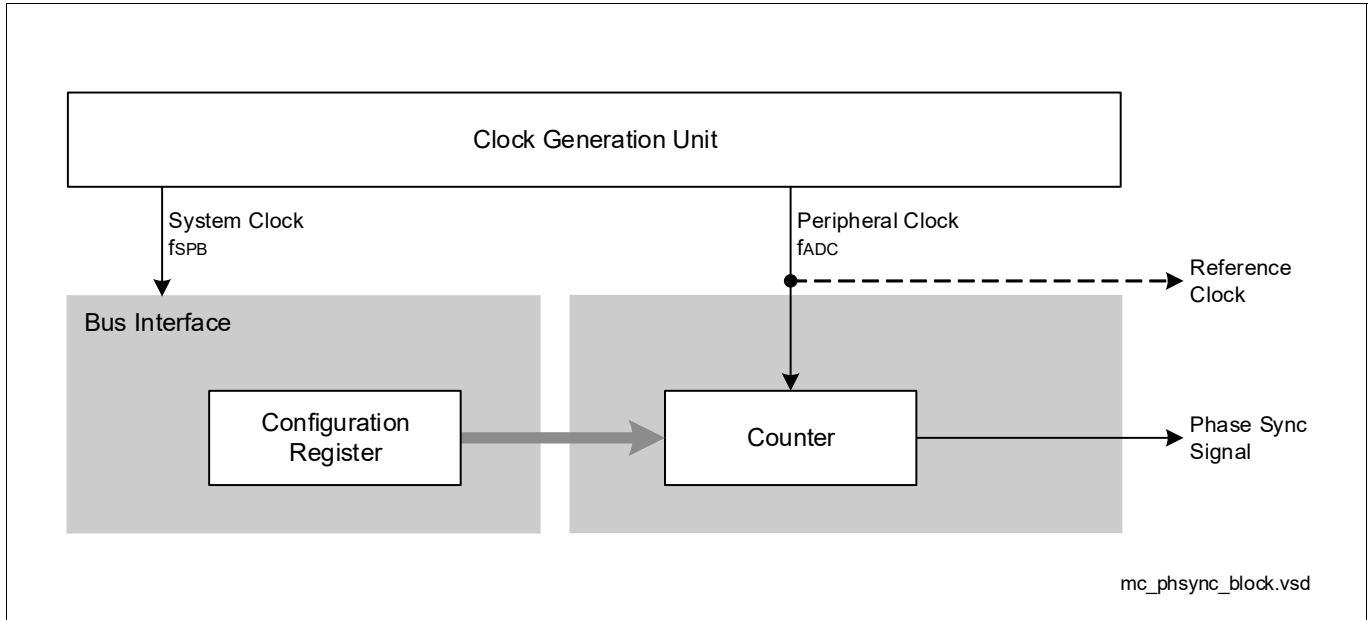 Clock Generation Unit
System Clock
fSPB
Peripheral Clock
fADC
Reference
Clock
Bus Interface
Configuration
Register
Counter
Phase Sync
Signal
mc_phsync_block.vsd